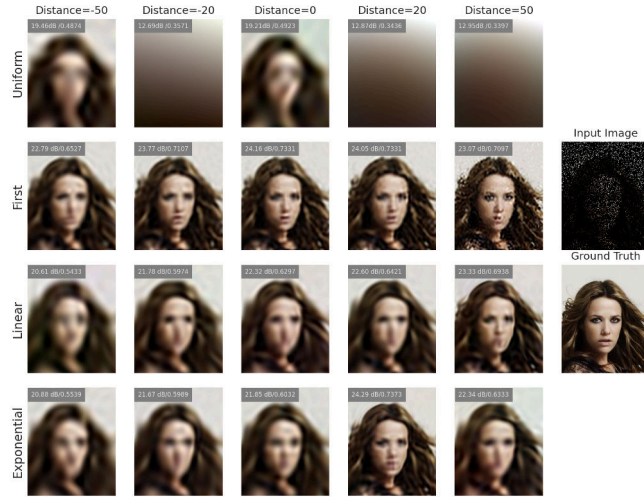 Distance=-50 Distance=-20 Distance=0 Distance=20 Distance=50
Uniform
19.46dB /0.4874 12.69dB /0.3571 19.21dB /0.4923 12.87dB /0.3436 12.95dB /0.3397
Input Image
First
22.79 dB/0.6527 23.77 dB/0.7107 24.16 dB/0.7331 24.05 dB/0.7331 23.07 dB/0.7097
Ground Truth
Linear
20.61 dB/0.5433 21.78 dB/0.5974 22.32 dB/0.6297 22.60 dB/0.6421 23.33 dB/0.6938
Exponential
20.88 dB/0.5539 21.67 dB/0.5989 21.85 dB/0.6032 24.29 dB/0.7373 22.34 dB/0.6333